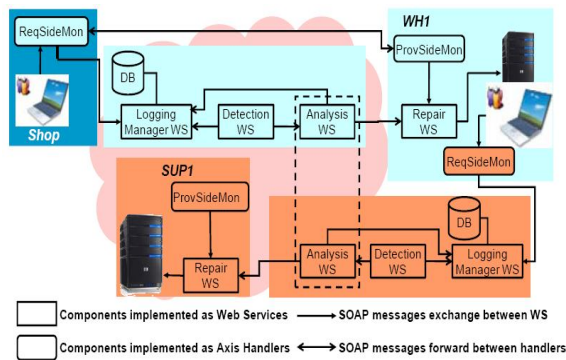 ReqSideMon
WH1
ProvSideMon
DB
Shop
Logging
Manager WS
Detection
WS
Analysis
WS
Repair
WS
ReqSideMon
SUP1
ProvSideMon
DB
Repair
WS
Analysis
WS
Detection
WS
Logging
Manager WS
Components implemented as Web Services
SOAP messages exchange between WS
Components implemented as Axis Handlers
SOAP messages forward between handlers